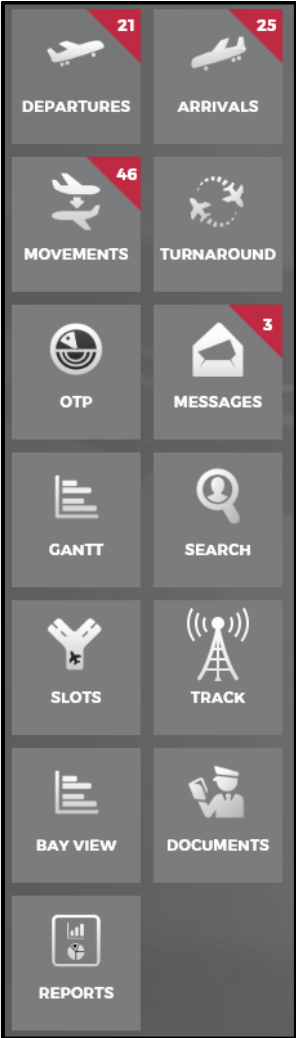 21
25
DEPARTURES
ARRIVALS
46
MOVEMENTS
TURNAROUND
OTP
3
MESSAGES
GANTT
SEARCH
SLOTS
TRACK
BAY VIEW
DOCUMENTS
REPORTS